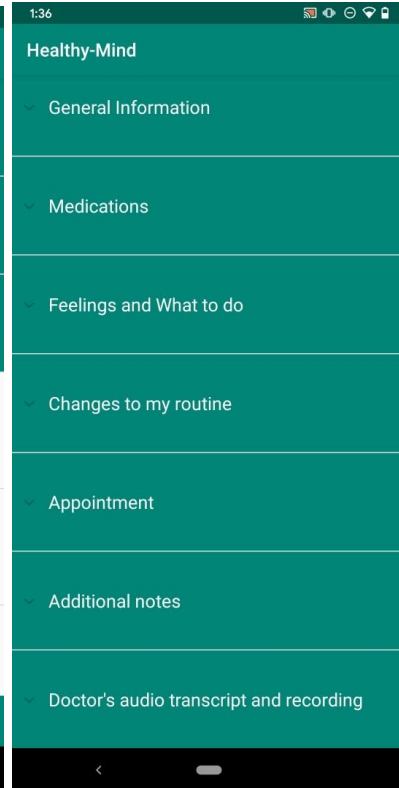 1:36
Healthy-Mind
General Information
Medications
Feelings and What to do
Changes to my routine
Appointment
Additional notes
Doctor's audio transcript and recording